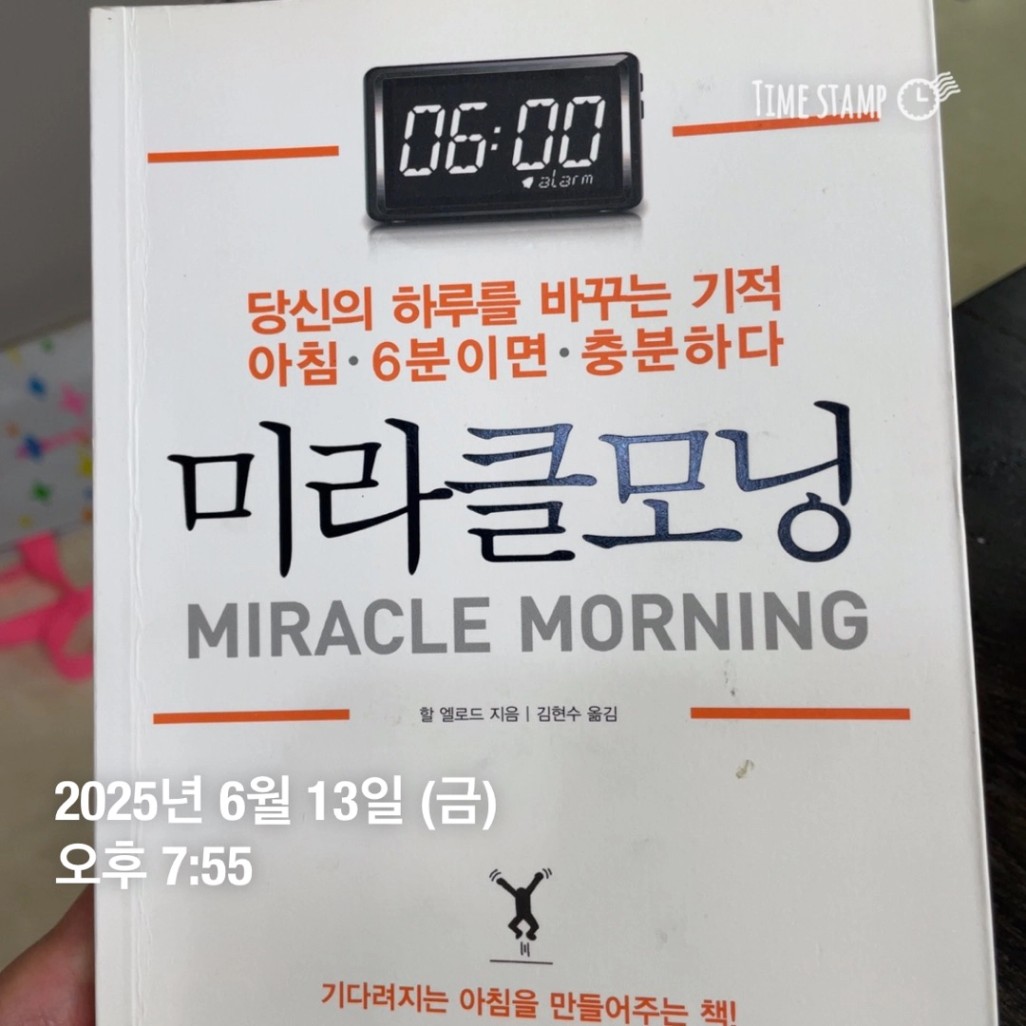 TIME STAMP
06:00
alarm
당신의 하루를 바꾸는 기적
아침·6분이면·충분하다
미라클모닝
MIRACLE MORNING
할 엘로드 지음 | 김현수 옮김
2025년 6월 13일 (금)
오후 7:55
기다려지는 아침을 만들어주는 책!